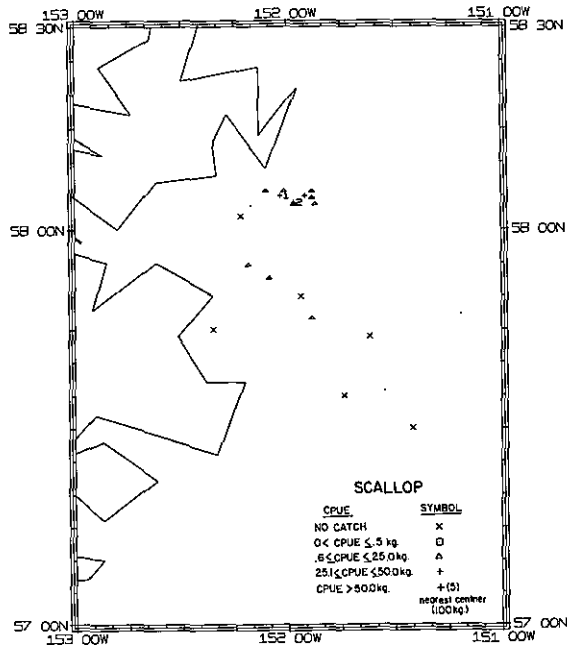 153 00W 152 00W 151 00W
58 30N 58 30N
+1 +
2
58 00N 58 00N
SCALLOP
CPUE SYMBOL
NO CATCH x
0< CPUE ≤ .5 kg. □
.6≤CPUE ≤25.0kg. △
25.1≤CPUE ≤50.0kg. +
CPUE >50.0kg. +(5)
nearest centner
(100kg.)
57 00N 57 00N
153 00W 152 00W 151 00W